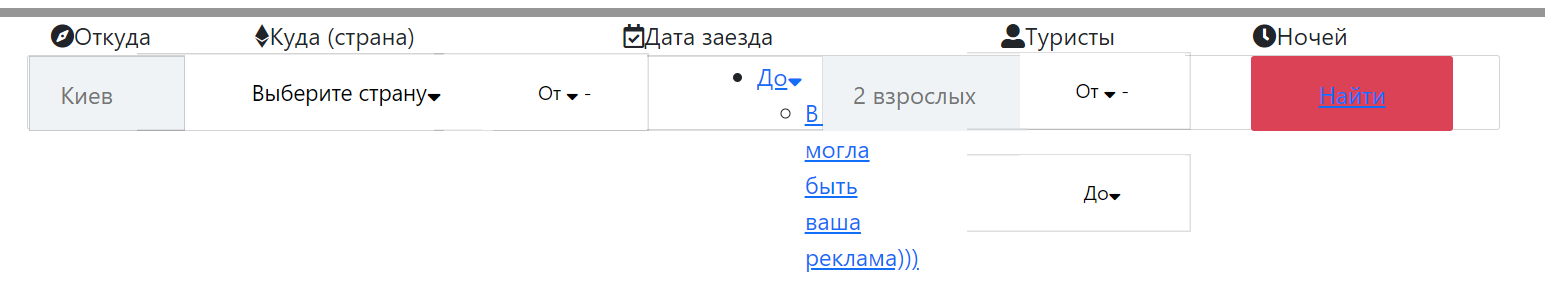 Откуда
Куда (страна)
Дата заезда
Туристы
Ночей
Киев
Выберите страну
От -
До
В
могла
быть
ваша
реклама)))
2 взрослых
От -
До
Найти